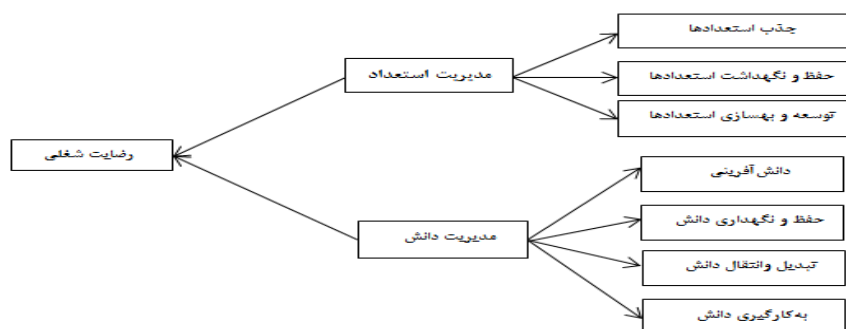 جذب استعدادها
مدیریت استعداد
حفظ و نگهداشت استعدادها
توسعه و بهسازی استعدادها
رضایت شغلی
دانش‌آفرینی
حفظ و نگهداری دانش
مدیریت دانش
تبدیل وانتقال دانش
به‌کارگیری دانش